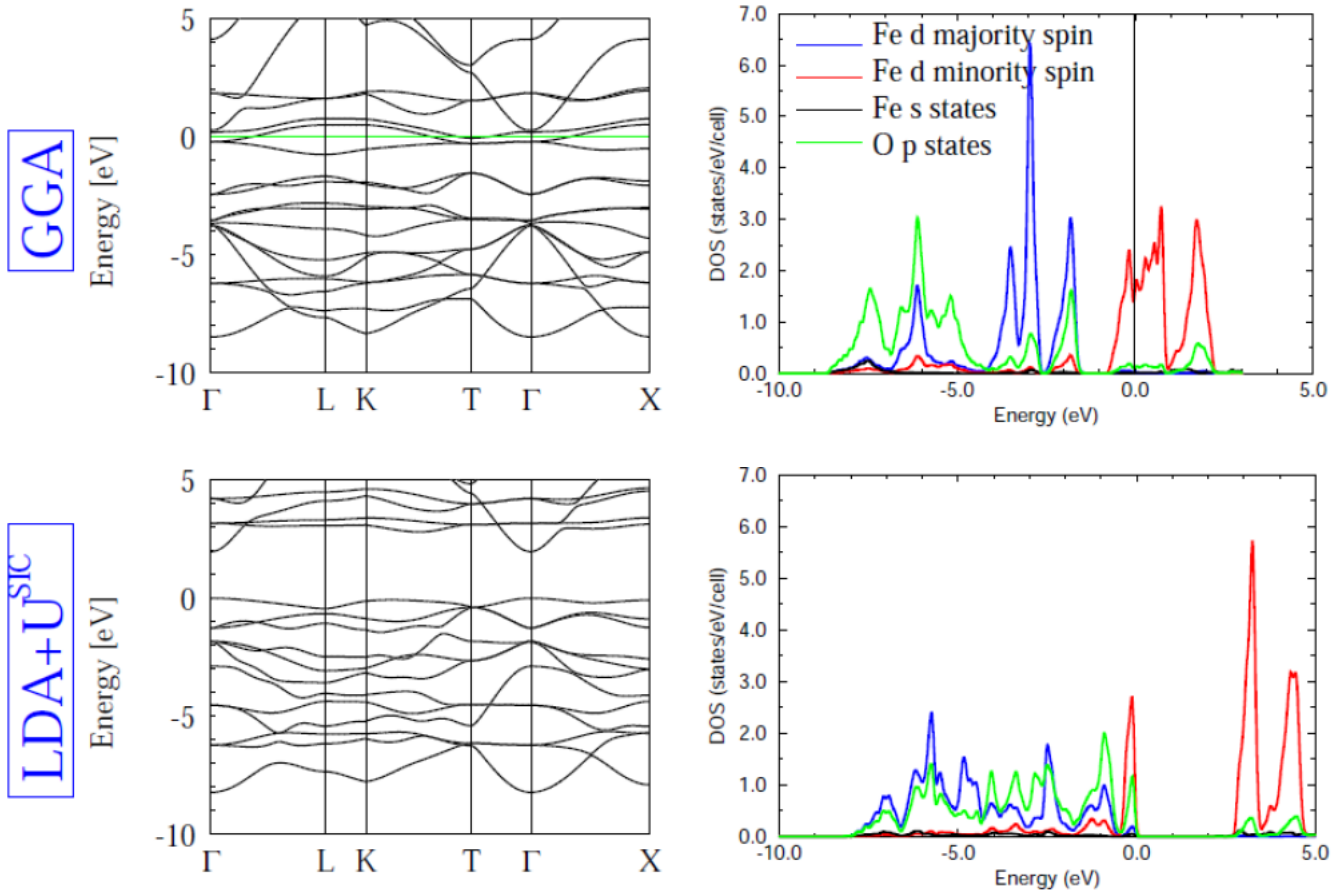 GGA
Energy [eV]
5
0
-5
-10
Γ L K T Γ X
DOS (states/eV/cell)
7.0
6.0
5.0
4.0
3.0
2.0
1.0
0.0
Fe d majority spin
Fe d minority spin
Fe s states
O p states
-10.0 -5.0 0.0 5.0
Energy (eV)
LDA+U^SIC
Energy [eV]
5
0
-5
-10
Γ L K T Γ X
DOS (states/eV/cell)
7.0
6.0
5.0
4.0
3.0
2.0
1.0
0.0
-10.0 -5.0 0.0 5.0
Energy (eV)